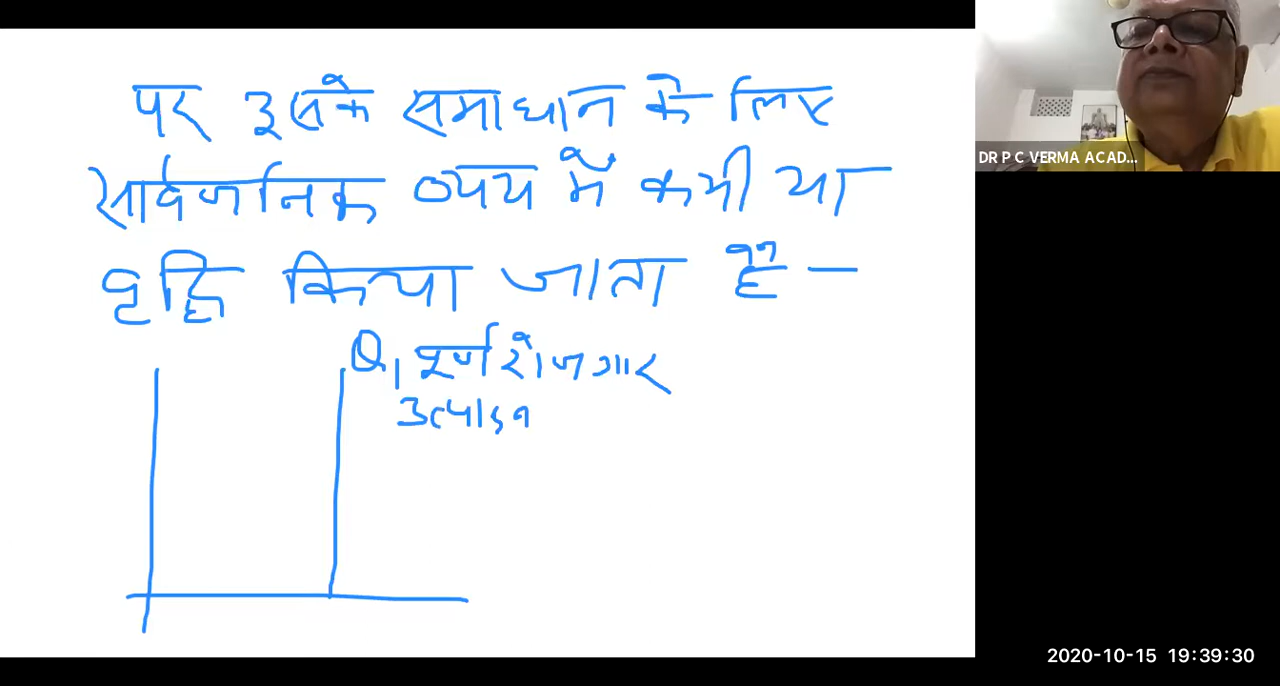 पर उसके समाधान के लिए
सार्वजनिक व्यय में कमी या
वृद्धि किया जाता है –
Q₁ पूर्ण रोजगार
उत्पादन
DR P C VERMA ACAD...
2020-10-15 19:39:30